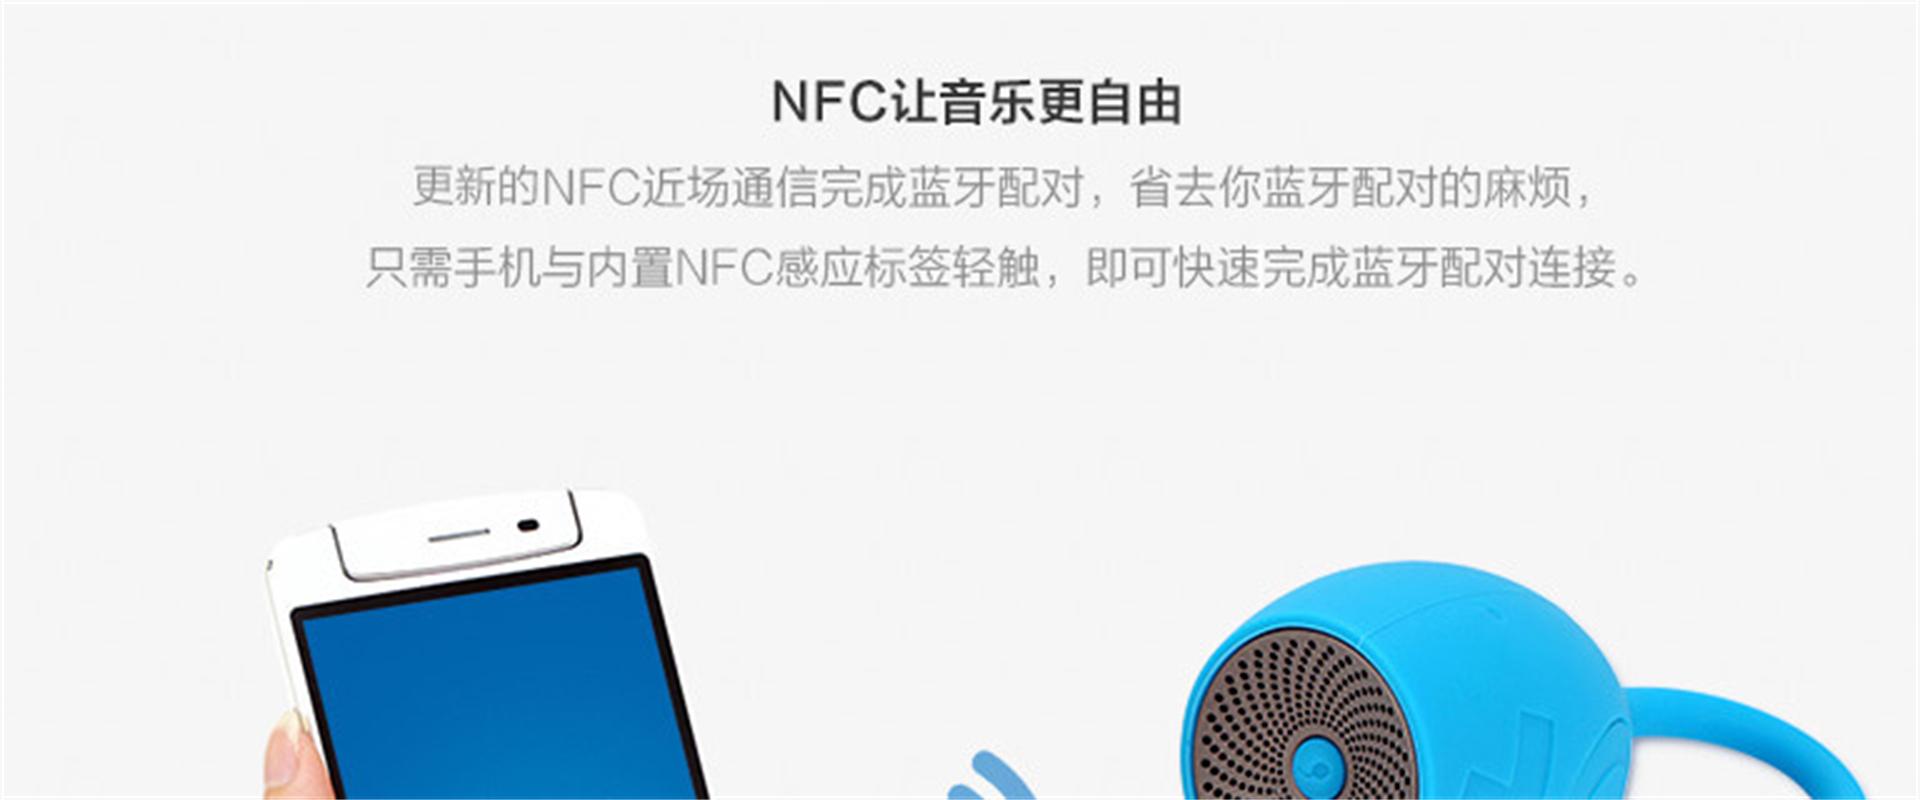 NFC让音乐更自由
更新的NFC近场通信完成蓝牙配对，省去你蓝牙配对的麻烦，
只需手机与内置NFC感应标签轻触，即可快速完成蓝牙配对连接。